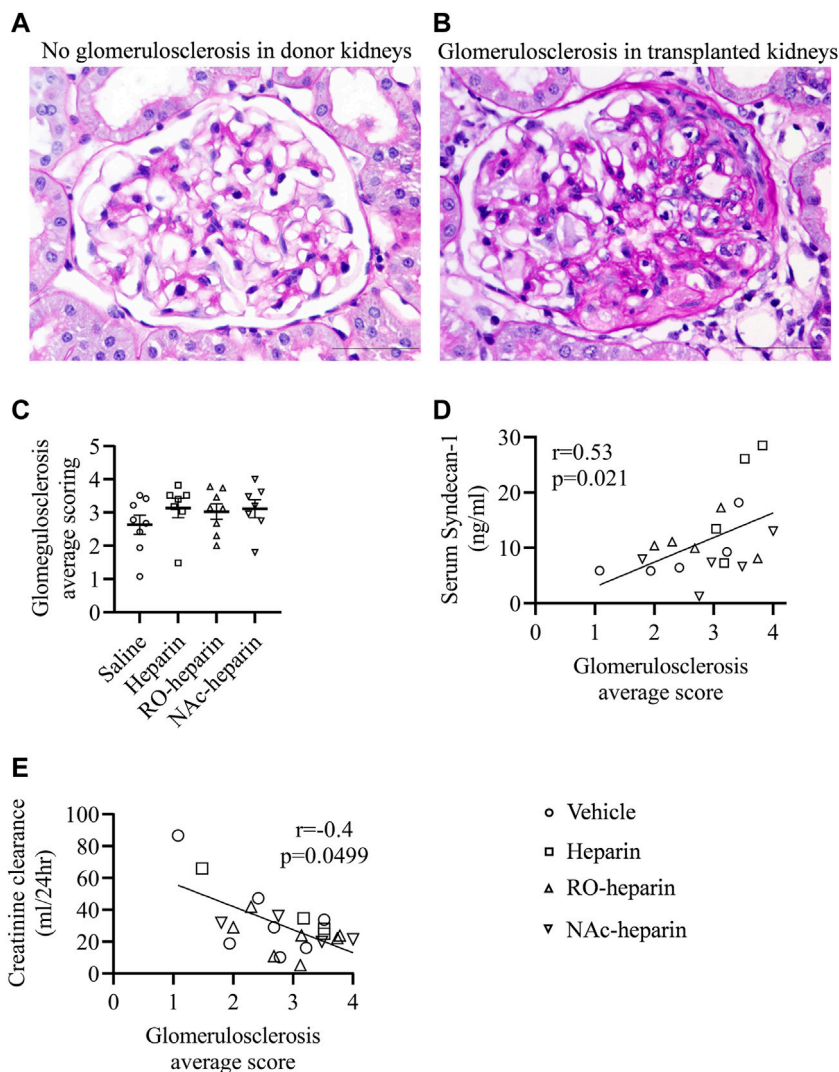 A
No glomerulosclerosis in donor kidneys
B
Glomerulosclerosis in transplanted kidneys
C
Glomegulosclerosis
average scoring
5
4
3
2
1
0
Saline
Heparin
RO-heparin
NAc-heparin
D
Serum Syndecan-1
(ng/ml)
30
20
10
0
r=0.53
p=0.021
0 1 2 3 4
Glomerulosclerosis
average score
E
Creatinine clearance
(ml/24hr)
100
80
60
40
20
0
r=-0.4
p=0.0499
0 1 2 3 4
Glomerulosclerosis
average score
Vehicle
Heparin
RO-heparin
NAc-heparin